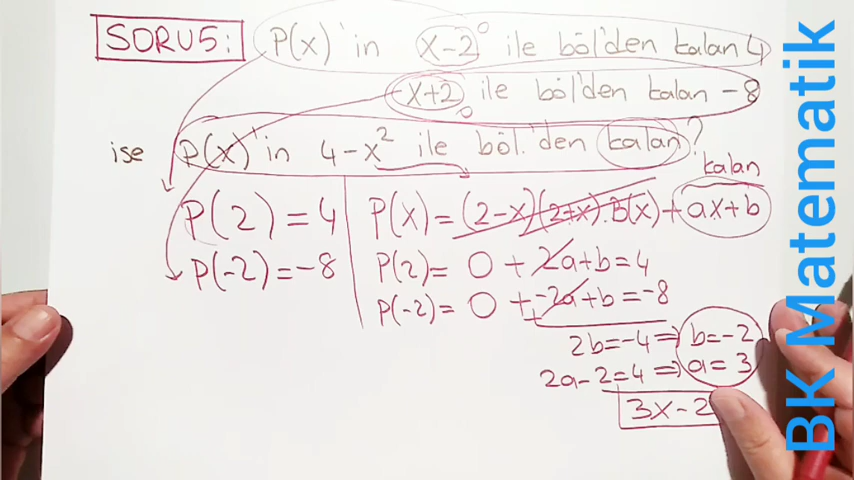 SORU5:
P(x)'in x-2 ile böl'den kalan 4
0
x+2 ile böl'den kalan -8
0
ise P(x)'in 4-x² ile böl.'den kalan?
kalan
P(2)=4
P(-2)=-8
P(x)=(2-x)(2+x).B(x)+ax+b
P(2)= 0 + 2a+b=4
P(-2)= 0 + -2a+b=-8
+
2b=-4 ⇒ b=-2
2a-2=4 ⇒ a=3
3x-2
BK Matematik